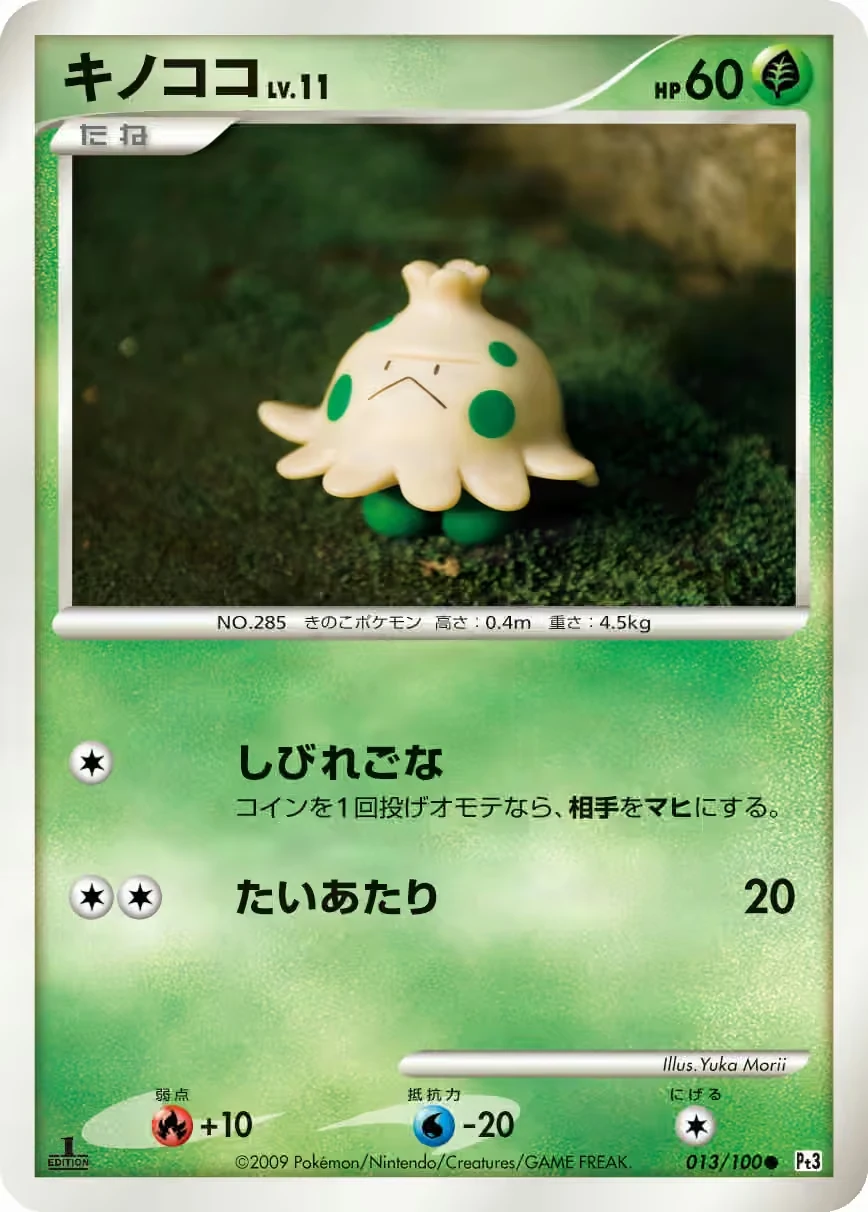 キノココ LV.11 HP 60
たね
NO.285 きのこポケモン 高さ:0.4m 重さ:4.5kg
しびれごな
コインを1回投げオモテなら、相手をマヒにする。
たいあたり 20
Illus. Yuka Morii
弱点 抵抗力 にげる
+10 -20
1 EDITION
©2009 Pokémon/Nintendo/Creatures/GAME FREAK. 013/100 Pt3